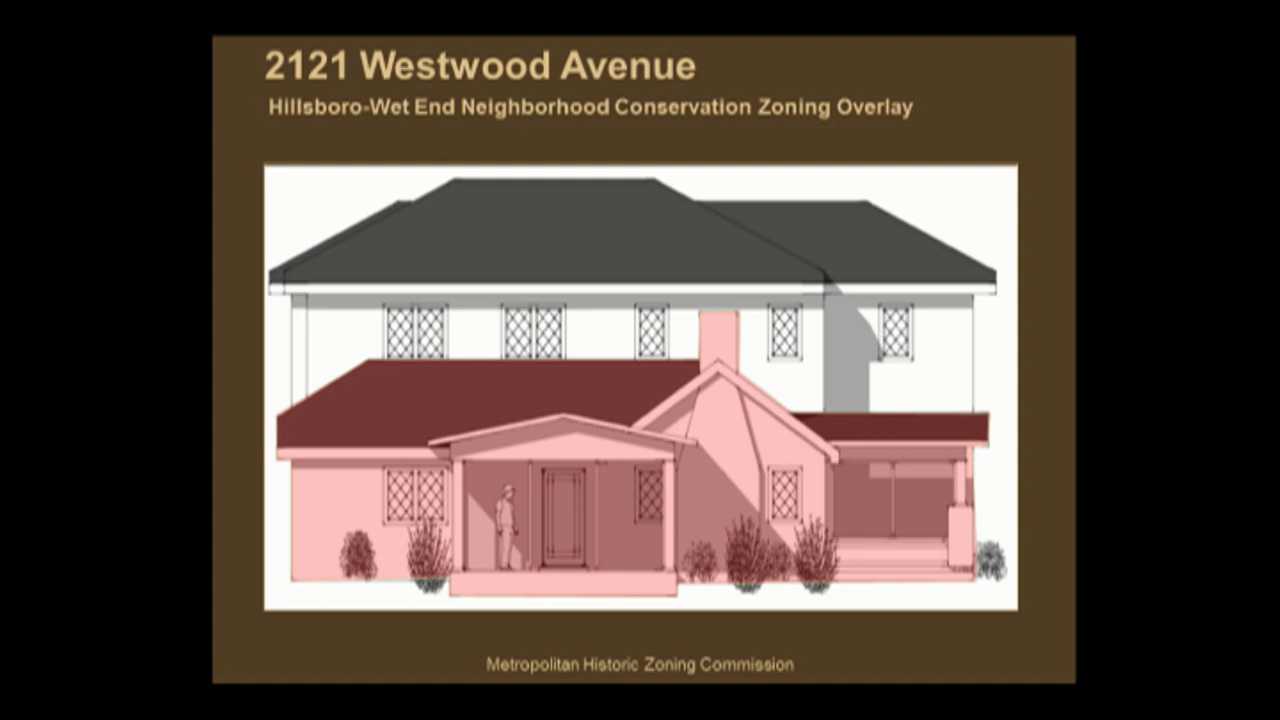 2121 Westwood Avenue
Hillsboro-Wet End Neighborhood Conservation Zoning Overlay
Metropolitan Historic Zoning Commission